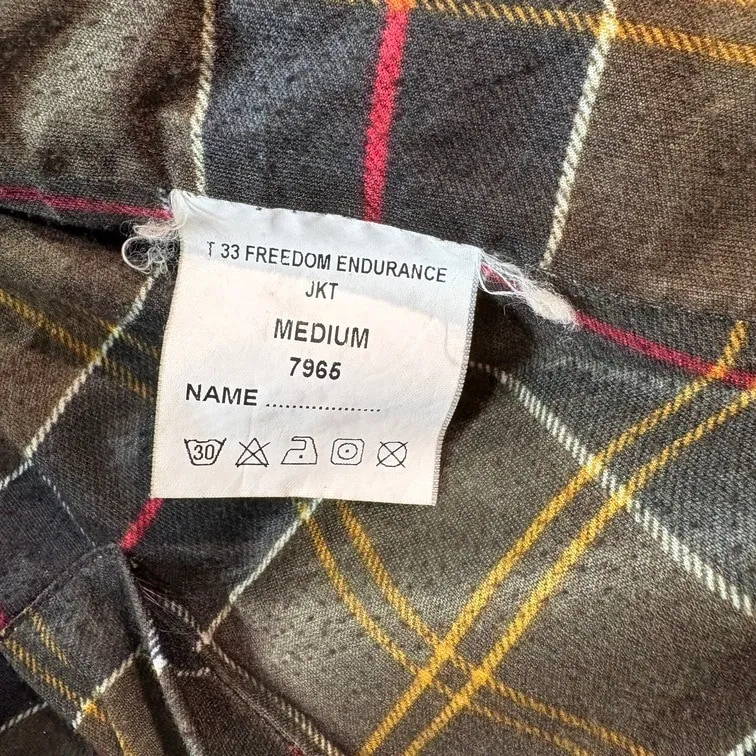 T 33 FREEDOM ENDURANCE
JKT
MEDIUM
7965
NAME ..................
30